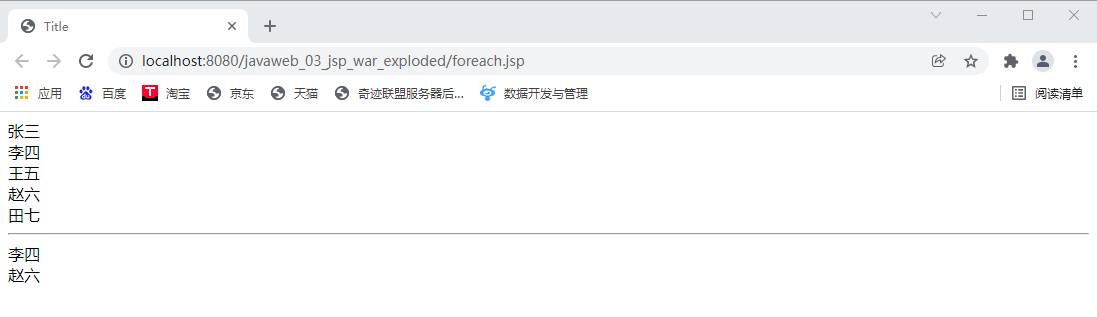 Title
localhost:8080/javaweb_03_jsp_war_exploded/foreach.jsp
应用 百度 T 淘宝 京东 天猫 奇迹联盟服务器后... 数据开发与管理 阅读清单
张三
李四
王五
赵六
田七
李四
赵六